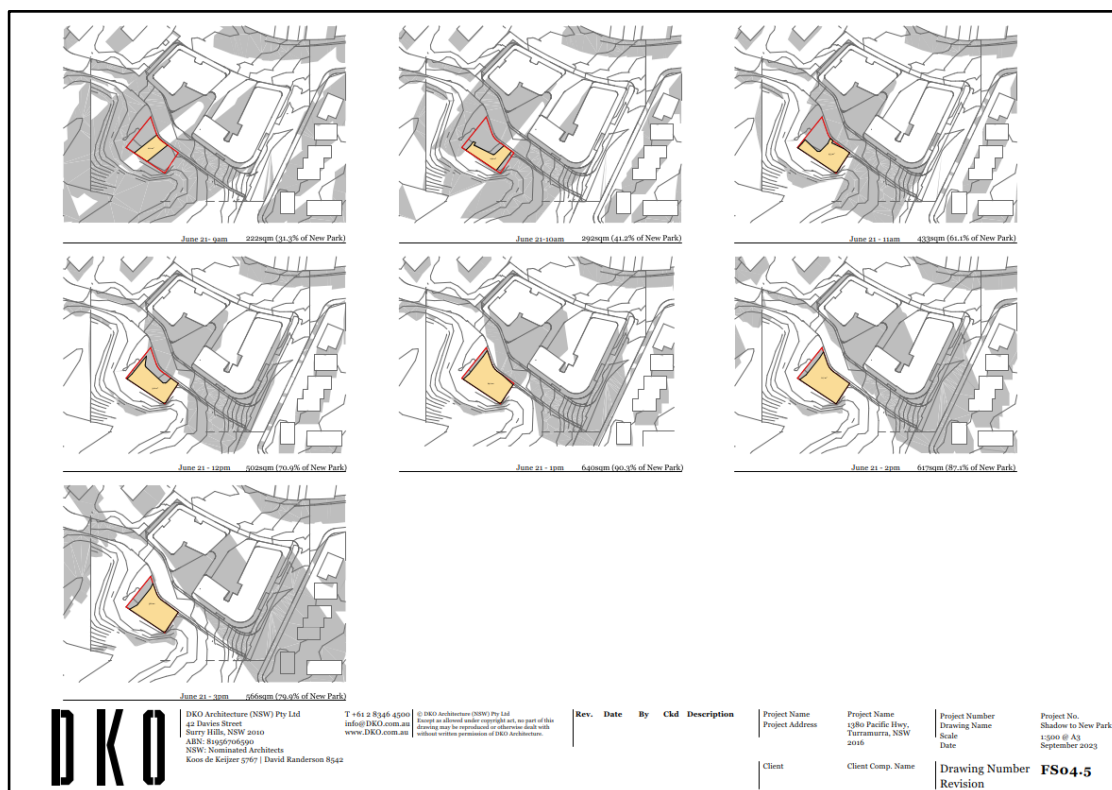 June 21- 9am 222sqm (31.3% of New Park)
June 21-10am 292sqm (41.2% of New Park)
June 21 - 11am 433sqm (61.1% of New Park)
June 21 - 12pm 502sqm (70.9% of New Park)
June 21 - 1pm 640sqm (90.3% of New Park)
June 21 - 2pm 617sqm (87.1% of New Park)
June 21 - 3pm 566sqm (79.9% of New Park)
DKO
DKO Architecture (NSW) Pty Ltd
42 Davies Street
Surry Hills, NSW 2010
ABN: 81956706590
NSW: Nominated Architects
Koos de Keijzer 5767 | David Randerson 8542
T +61 2 8346 4500
info@DKO.com.au
www.DKO.com.au
© DKO Architecture (NSW) Pty Ltd
Except as allowed under copyright act, no part of this
drawing may be reproduced or otherwise dealt with
without written permission of DKO Architecture.
Rev. Date By Ckd Description
Project Name Project Name
Project Address 1380 Pacific Hwy,
Turramurra, NSW
2016
Client Client Comp. Name
Project Number Project No.
Drawing Name Shadow to New Park
Scale 1:500 @ A3
Date September 2023
Drawing Number FS04.5
Revision